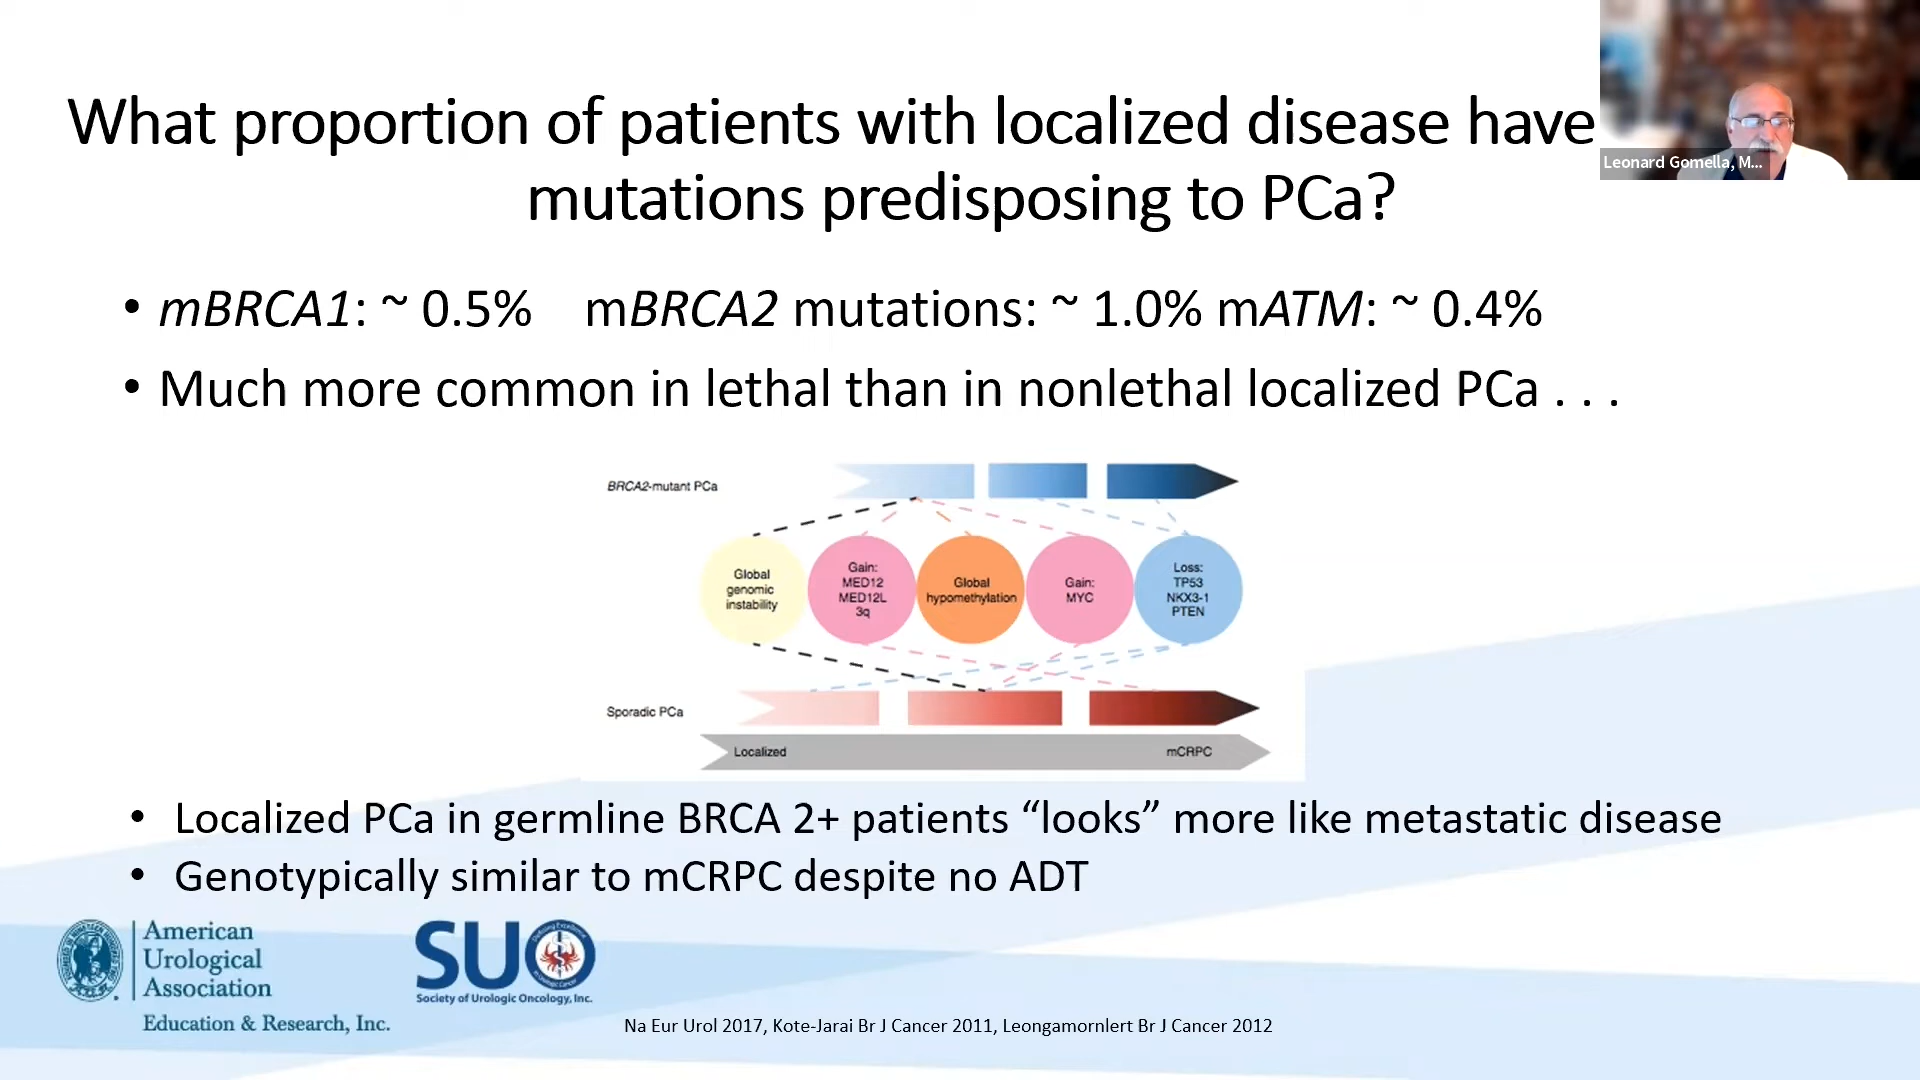 What proportion of patients with localized disease have
mutations predisposing to PCa?
Leonard Gomella, M...
• mBRCA1: ~ 0.5% mBRCA2 mutations: ~ 1.0% mATM: ~ 0.4%
• Much more common in lethal than in nonlethal localized PCa . . .
BRCA2-mutant PCa
Global
genomic
instability
Gain:
MED12
MED12L
3q
Global
hypomethylation
Gain:
MYC
Loss:
TP53
NKX3-1
PTEN
Sporadic PCa
Localized
mCRPC
• Localized PCa in germline BRCA 2+ patients “looks” more like metastatic disease
• Genotypically similar to mCRPC despite no ADT
American
Urological
Association
Education & Research, Inc.
SUO
Society of Urologic Oncology, Inc.
Na Eur Urol 2017, Kote-Jarai Br J Cancer 2011, Leongamornlert Br J Cancer 2012